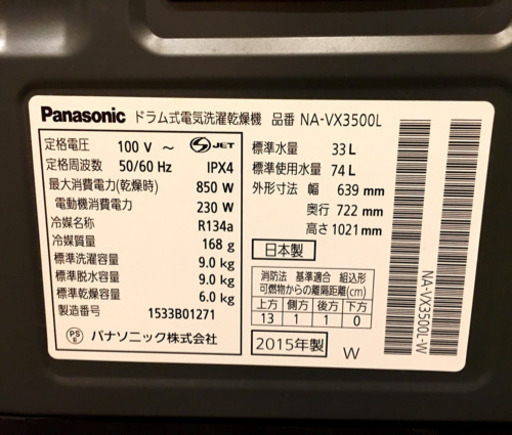 Panasonic ドラム式電気洗濯乾燥機 品番 NA-VX3500L
定格電圧 100 V ～
定格周波数 50/60 Hz
S JET
IPX4
最大消費電力(乾燥時) 850 W
電動機消費電力 230 W
冷媒名称 R134a
冷媒質量 168 g
標準洗濯容量 9.0 kg
標準脱水容量 9.0 kg
標準乾燥容量 6.0 kg
製造番号 1533B01271
PS E パナソニック株式会社
標準水量 33 L
標準使用水量 74 L
外形寸法 幅 639 mm
奥行 722 mm
高さ 1021 mm
日本製
消防法 基準適合 組込形
可燃物からの離隔距離(cm)
上方 側方 後方 下方
13 1 1 0
2015年製 W
NA-VX3500L-W